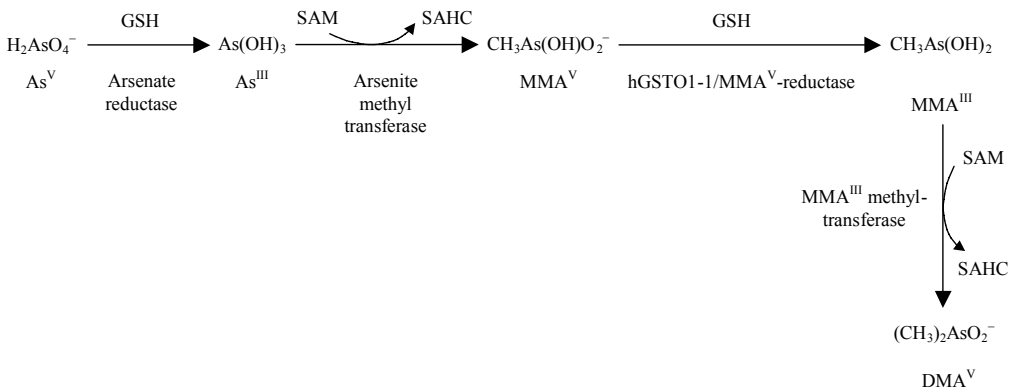 GSH
SAM
SAHC
GSH
H₂AsO₄⁻
As(OH)₃
CH₃As(OH)O₂⁻
CH₃As(OH)₂
Asⱽ
Arsenate
reductase
Asᴵᴵᴵ
Arsenite
methyl
transferase
MMAⱽ
hGSTO1-1/MMAⱽ-reductase
MMAᴵᴵᴵ
SAM
MMAᴵᴵᴵ methyl-
transferase
SAHC
(CH₃)₂AsO₂⁻
DMAⱽ